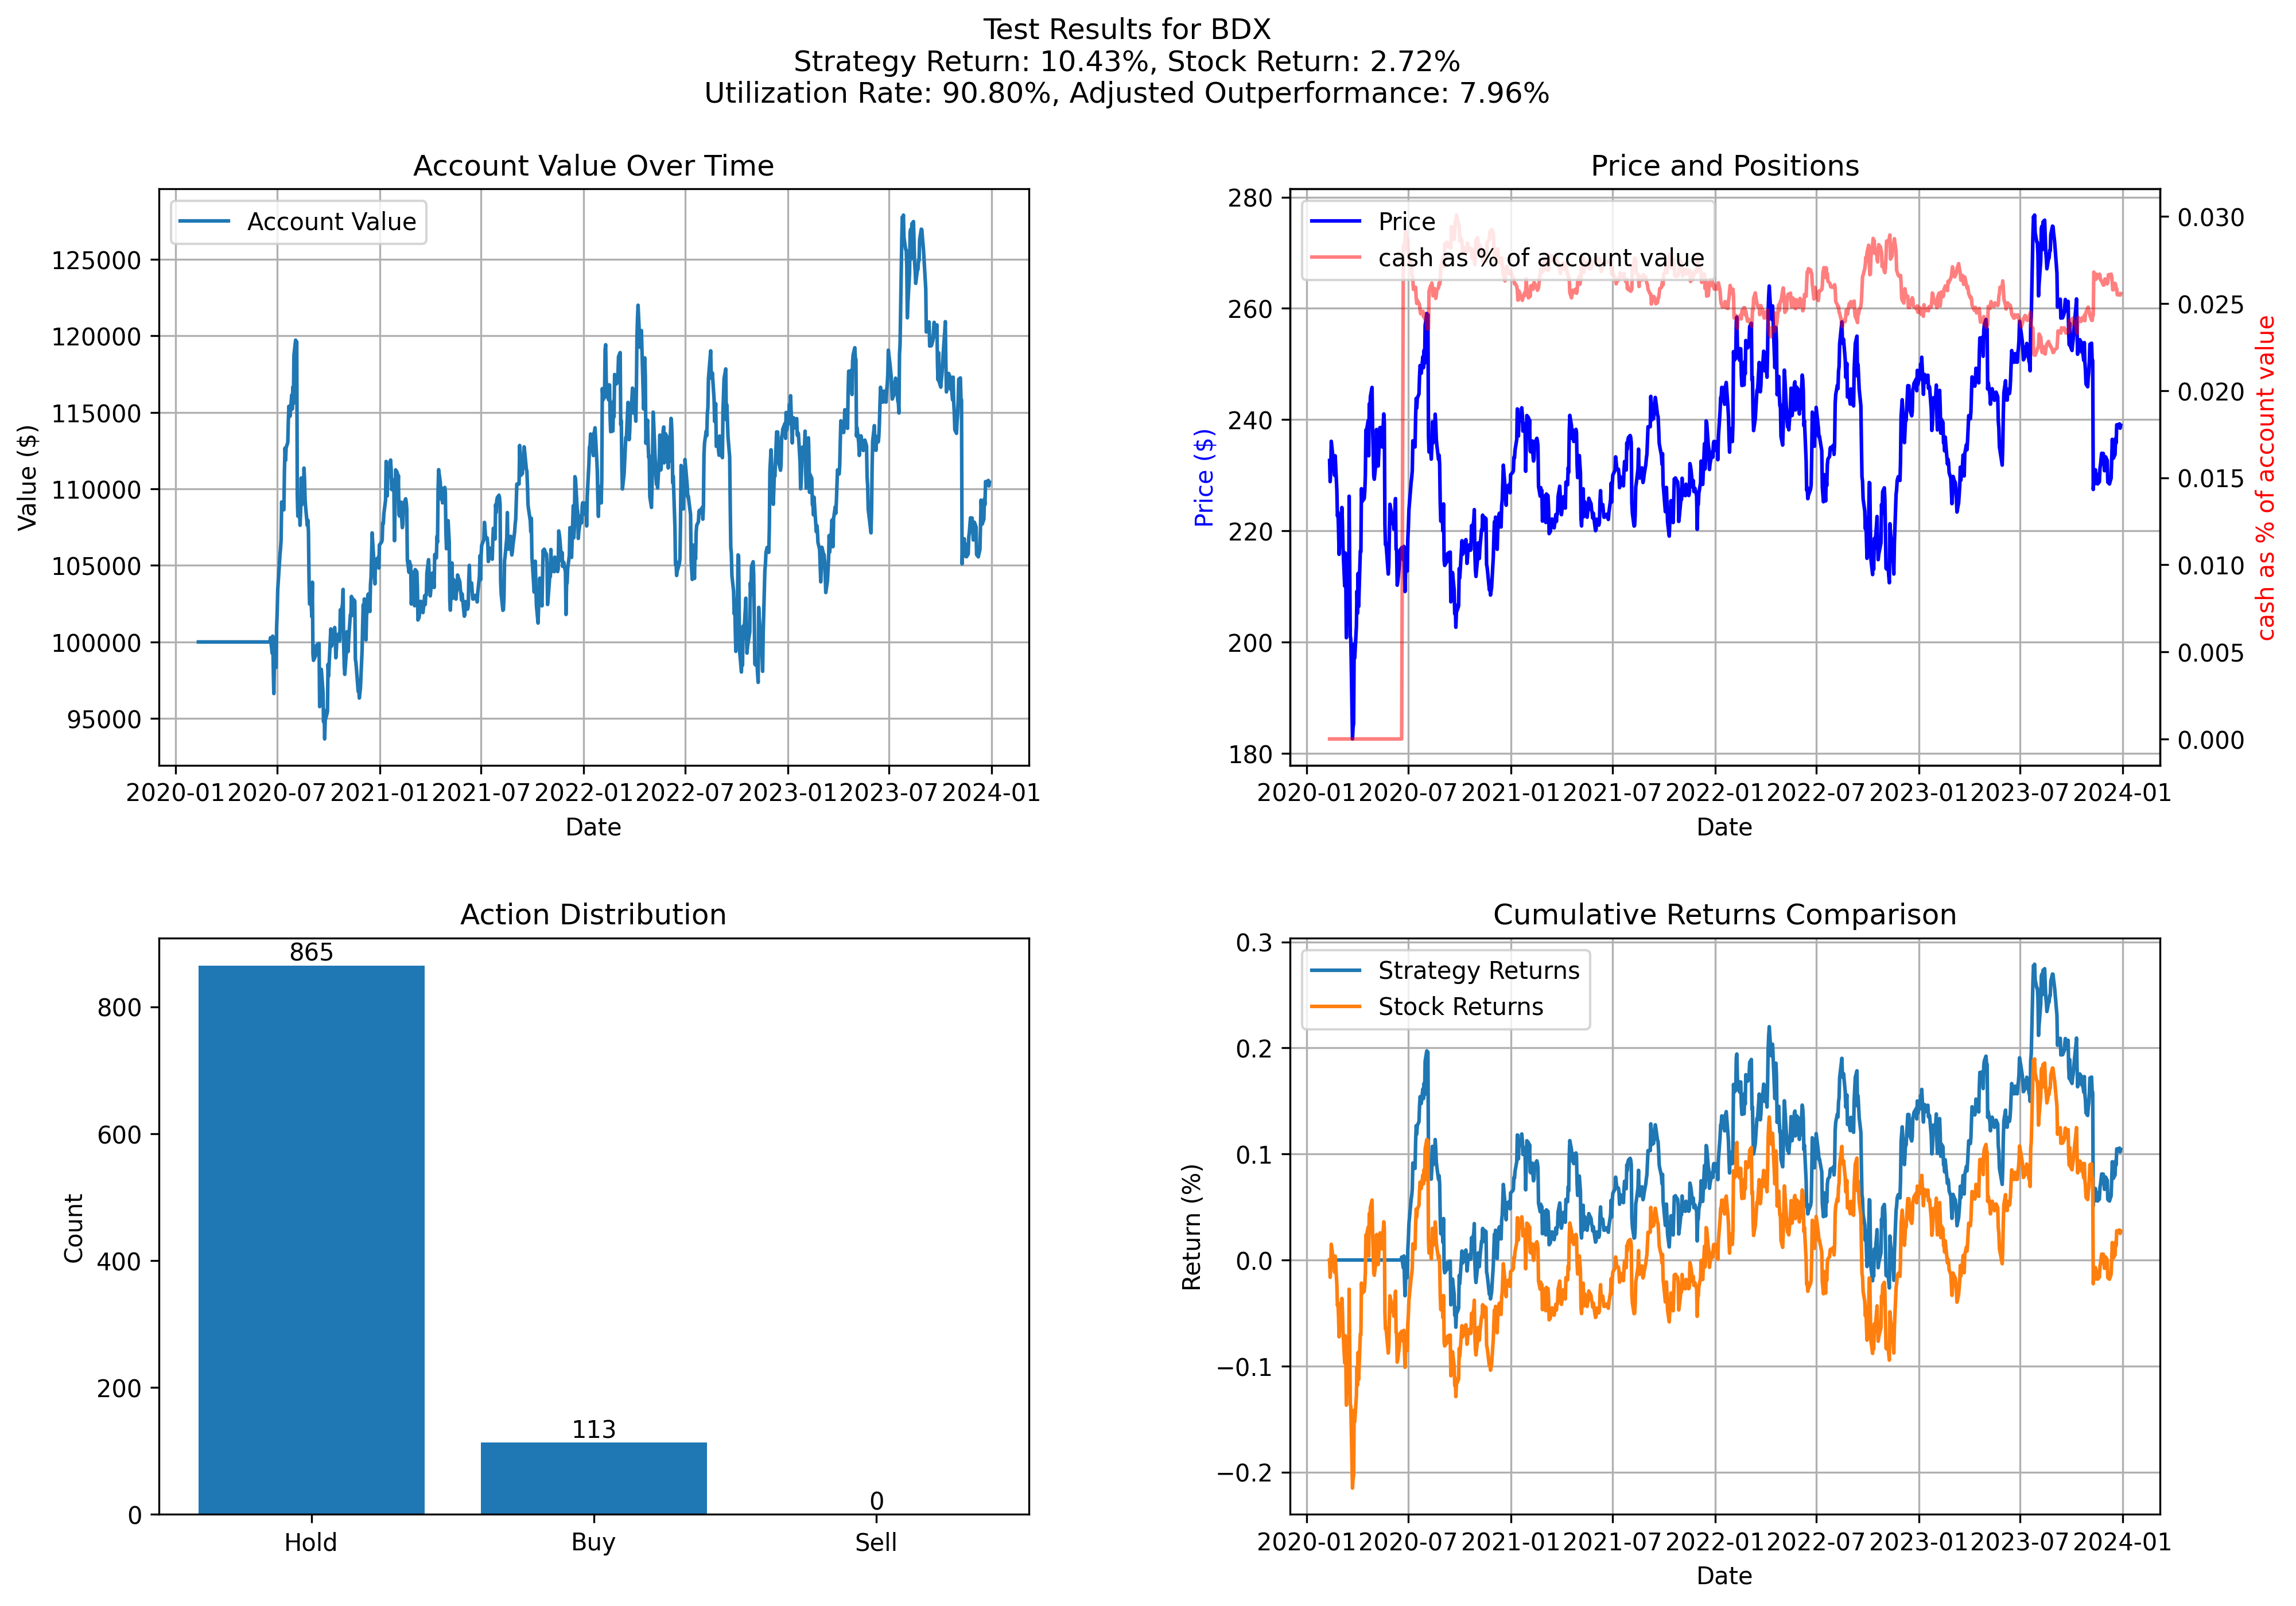 Test Results for BDX
Strategy Return: 10.43%, Stock Return: 2.72%
Utilization Rate: 90.80%, Adjusted Outperformance: 7.96%
Account Value Over Time
Account Value
Value ($)
125000
120000
115000
110000
105000
100000
95000
2020-01 2020-07 2021-01 2021-07 2022-01 2022-07 2023-01 2023-07 2024-01
Date
Price and Positions
Price
cash as % of account value
Price ($)
280
260
240
220
200
180
0.030
0.025
0.020
0.015
0.010
0.005
0.000
cash as % of account value
2020-01 2020-07 2021-01 2021-07 2022-01 2022-07 2023-01 2023-07 2024-01
Date
Action Distribution
Count
800
600
400
200
0
865
113
0
Hold Buy Sell
Cumulative Returns Comparison
Strategy Returns
Stock Returns
Return (%)
0.3
0.2
0.1
0.0
−0.1
−0.2
2020-01 2020-07 2021-01 2021-07 2022-01 2022-07 2023-01 2023-07 2024-01
Date